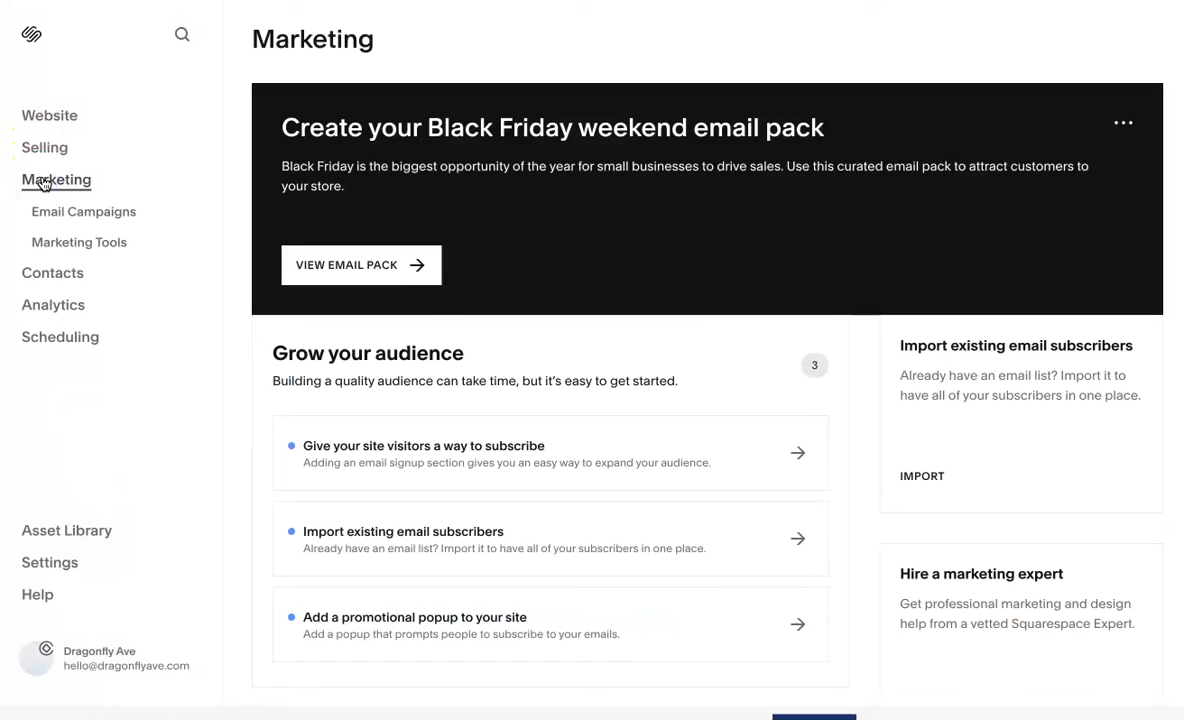 Marketing
Website
Selling
Marketing
Email Campaigns
Marketing Tools
Contacts
Analytics
Scheduling
Asset Library
Settings
Help
Dragonfly Ave
hello@dragonflyave.com
Create your Black Friday weekend email pack
Black Friday is the biggest opportunity of the year for small businesses to drive sales. Use this curated email pack to attract customers to
your store.
VIEW EMAIL PACK
Grow your audience
3
Building a quality audience can take time, but it's easy to get started.
Give your site visitors a way to subscribe
Adding an email signup section gives you an easy way to expand your audience.
Import existing email subscribers
Already have an email list? Import it to have all of your subscribers in one place.
Add a promotional popup to your site
Add a popup that prompts people to subscribe to your emails.
Import existing email subscribers
Already have an email list? Import it to
have all of your subscribers in one place.
IMPORT
Hire a marketing expert
Get professional marketing and design
help from a vetted Squarespace Expert.